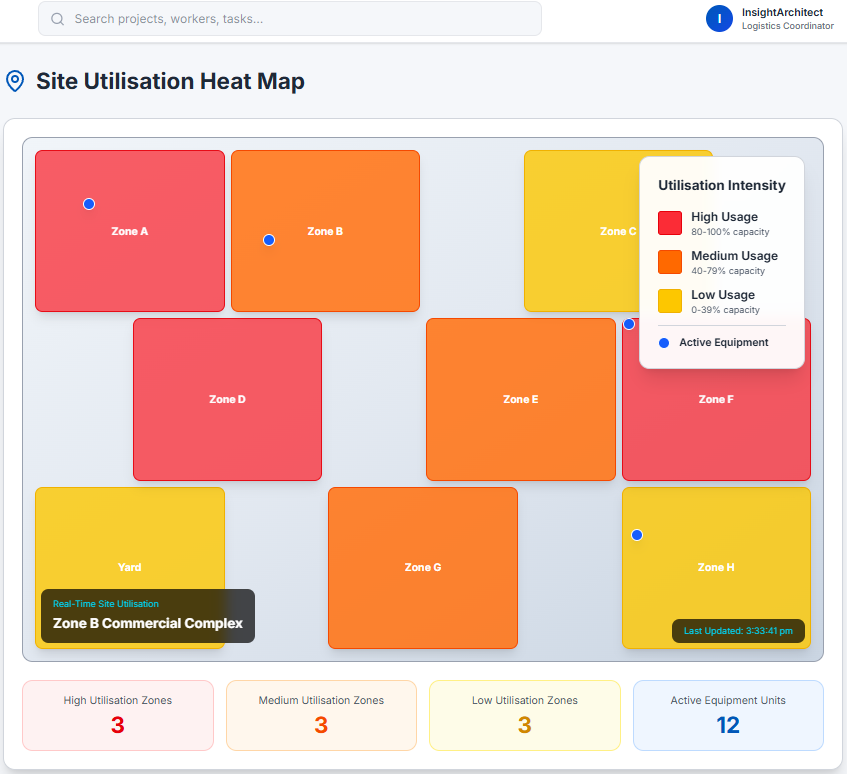 Search projects, workers, tasks...
I
InsightArchitect
Logistics Coordinator
Site Utilisation Heat Map
Zone A
Zone B
Zone C
Utilisation Intensity
High Usage
80-100% capacity
Medium Usage
40-79% capacity
Low Usage
0-39% capacity
Active Equipment
Zone D
Zone E
Zone F
Yard
Zone G
Zone H
Real-Time Site Utilisation
Zone B Commercial Complex
Last Updated: 3:33:41 pm
High Utilisation Zones
3
Medium Utilisation Zones
3
Low Utilisation Zones
3
Active Equipment Units
12